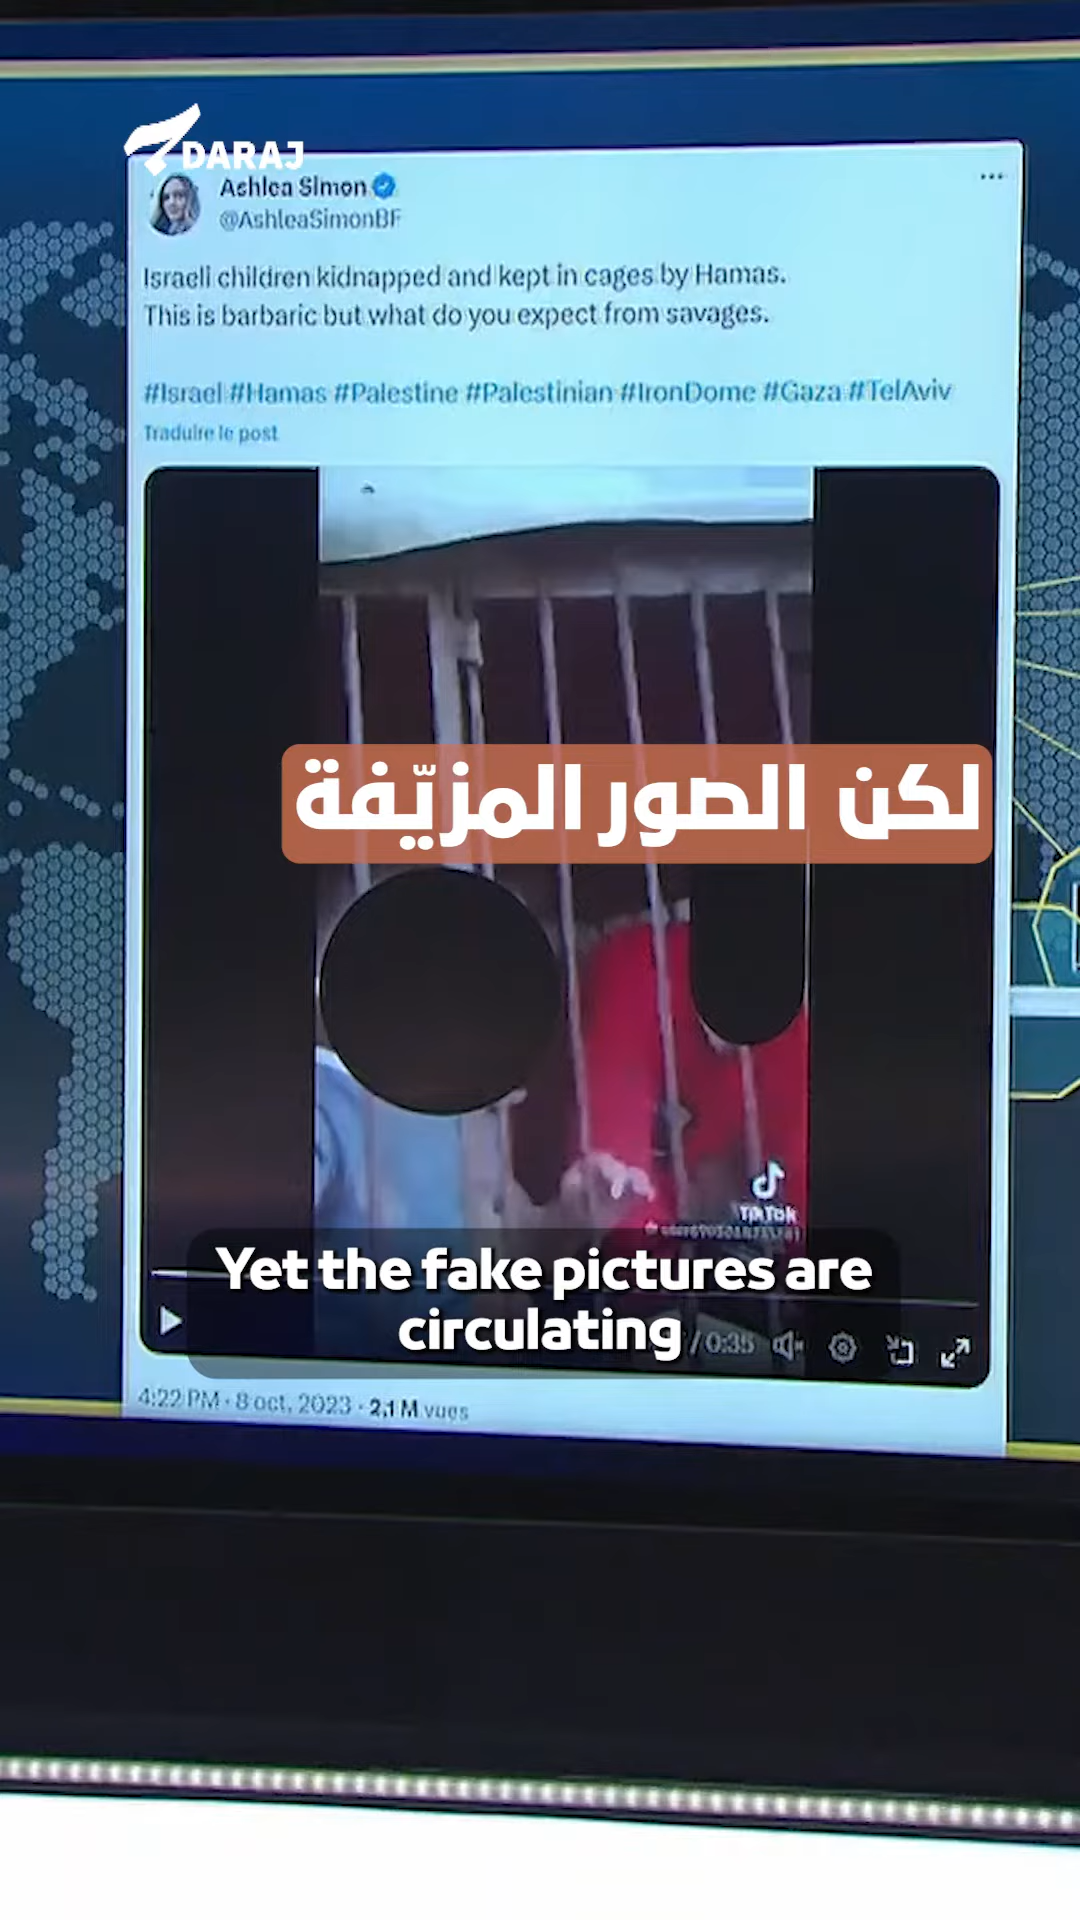 DARAJ
Ashlea Simon
@AshleaSimonBF
Israeli children kidnapped and kept in cages by Hamas.
This is barbaric but what do you expect from savages.
#Israel #Hamas #Palestine #Palestinian #IronDome #Gaza #TelAviv
Traduire le post
لكن الصور المزيّفة
TikTok
Yet the fake pictures are
circulating
/ 0:35
4:22 PM · 8 oct. 2023 · 2,1 M vues